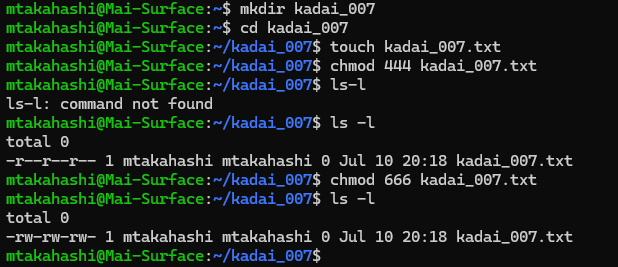 mtakahashi@Mai-Surface:~$ mkdir kadai_007
mtakahashi@Mai-Surface:~$ cd kadai_007
mtakahashi@Mai-Surface:~/kadai_007$ touch kadai_007.txt
mtakahashi@Mai-Surface:~/kadai_007$ chmod 444 kadai_007.txt
mtakahashi@Mai-Surface:~/kadai_007$ ls-l
ls-l: command not found
mtakahashi@Mai-Surface:~/kadai_007$ ls -l
total 0
-r--r--r-- 1 mtakahashi mtakahashi 0 Jul 10 20:18 kadai_007.txt
mtakahashi@Mai-Surface:~/kadai_007$ chmod 666 kadai_007.txt
mtakahashi@Mai-Surface:~/kadai_007$ ls -l
total 0
-rw-rw-rw- 1 mtakahashi mtakahashi 0 Jul 10 20:18 kadai_007.txt
mtakahashi@Mai-Surface:~/kadai_007$